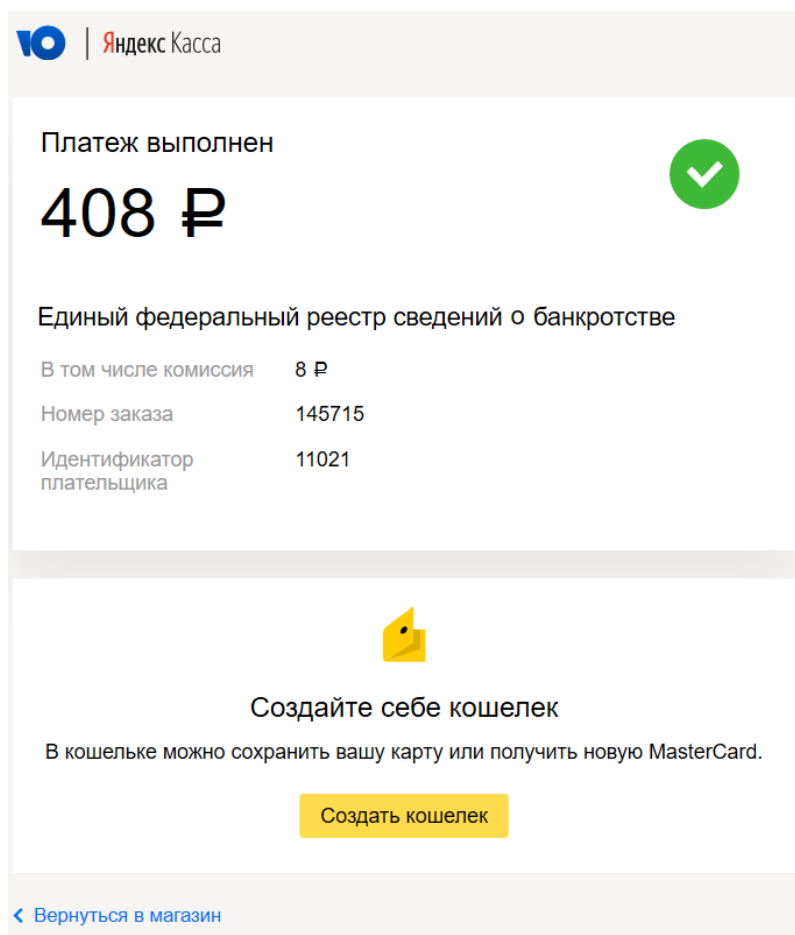 Яндекс Касса
Платеж выполнен
408 ₽
Единый федеральный реестр сведений о банкротстве
В том числе комиссия 8 ₽
Номер заказа 145715
Идентификатор 11021
плательщика
Создайте себе кошелек
В кошельке можно сохранить вашу карту или получить новую MasterCard.
Создать кошелек
Вернуться в магазин